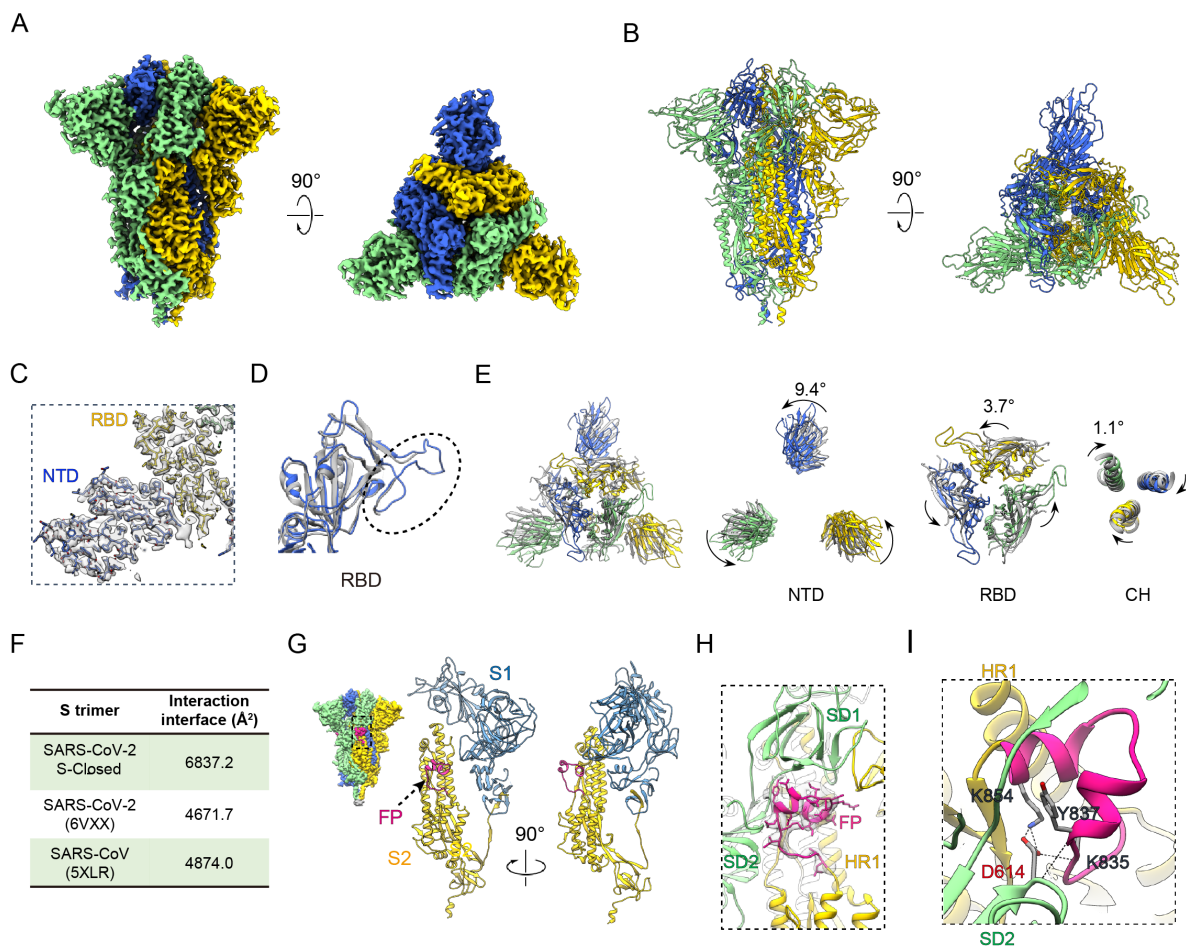 A
90°
B
90°
C
RBD
NTD
D
RBD
E
9.4°
3.7°
1.1°
NTD
RBD
CH
F
S trimer
Interaction
interface (Å²)
SARS-CoV-2
S-Closed
6837.2
SARS-CoV-2
(6VXX)
4671.7
SARS-CoV
(5XLR)
4874.0
G
S1
FP
S2
90°
H
SD1
FP
SD2
HR1
I
HR1
K854
Y837
K835
D614
SD2